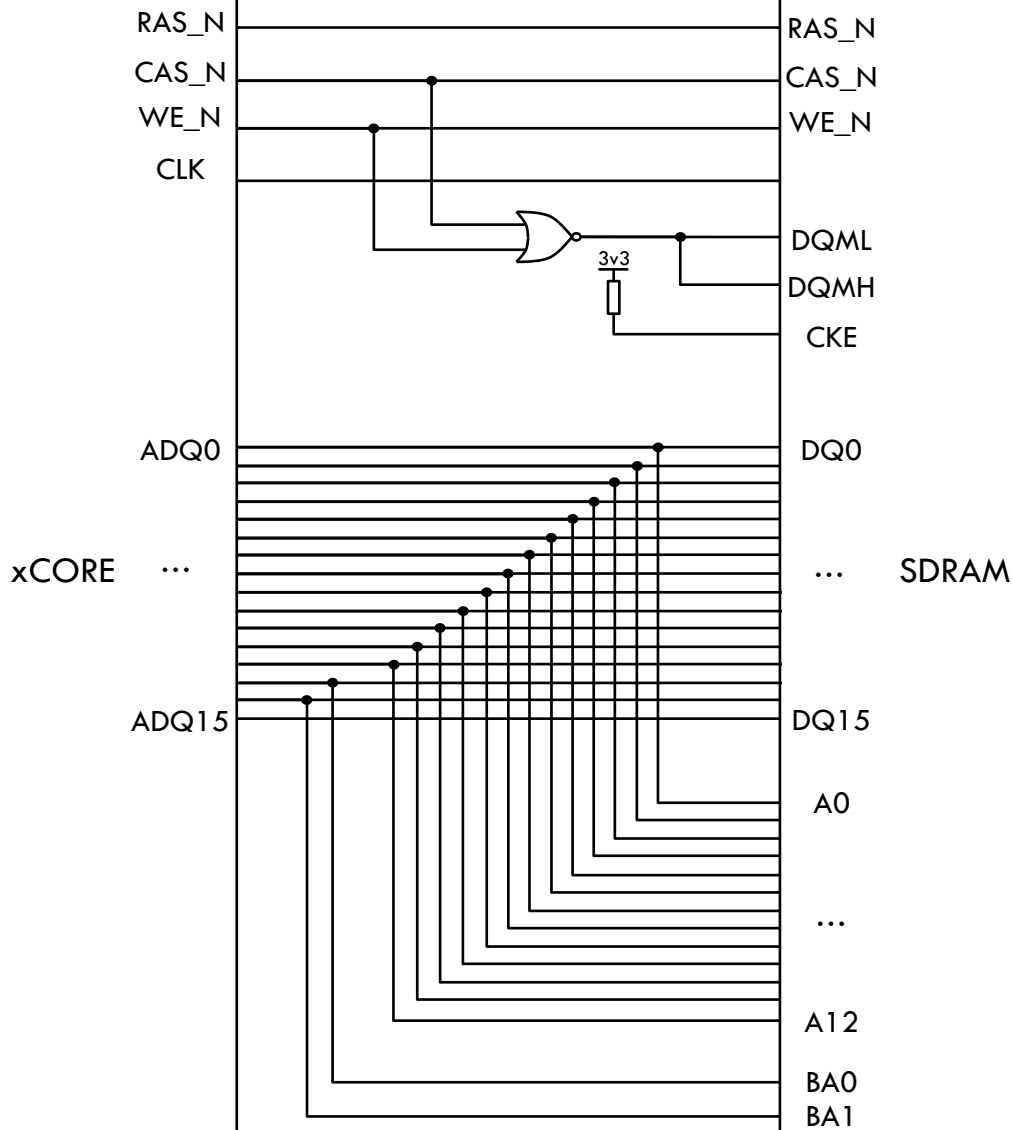 RAS_N RAS_N
CAS_N CAS_N
WE_N WE_N
CLK
DQML
3v3
DQMH
CKE
ADQ0 DQ0
xCORE ... ... SDRAM
ADQ15 DQ15
A0
...
A12
BA0
BA1